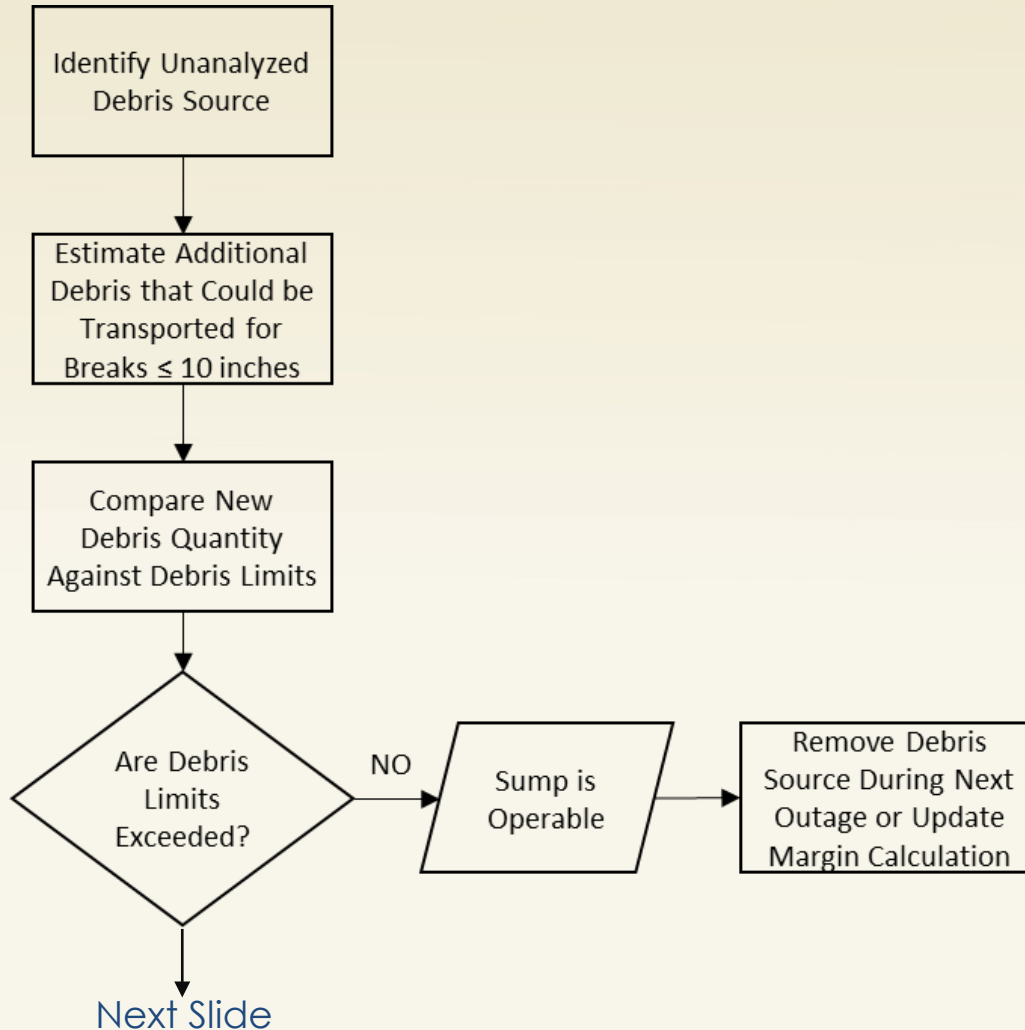 Identify Unanalyzed
Debris Source
Estimate Additional
Debris that Could be
Transported for
Breaks ≤ 10 inches
Compare New
Debris Quantity
Against Debris Limits
Are Debris
Limits
Exceeded?
NO
Sump is
Operable
Remove Debris
Source During Next
Outage or Update
Margin Calculation
Next Slide